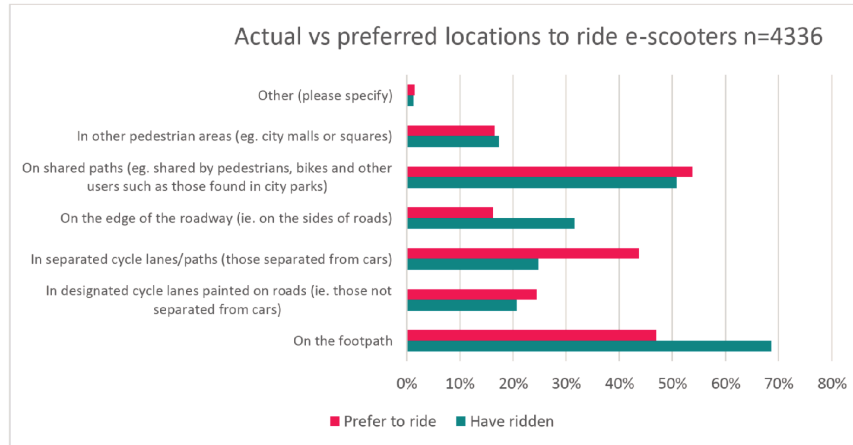 Actual vs preferred locations to ride e-scooters n=4336
Other (please specify)
In other pedestrian areas (eg. city malls or squares)
On shared paths (eg. shared by pedestrians, bikes and other
users such as those found in city parks)
On the edge of the roadway (ie. on the sides of roads)
In separated cycle lanes/paths (those separated from cars)
In designated cycle lanes painted on roads (ie. those not
separated from cars)
On the footpath
0% 10% 20% 30% 40% 50% 60% 70% 80%
Prefer to ride Have ridden